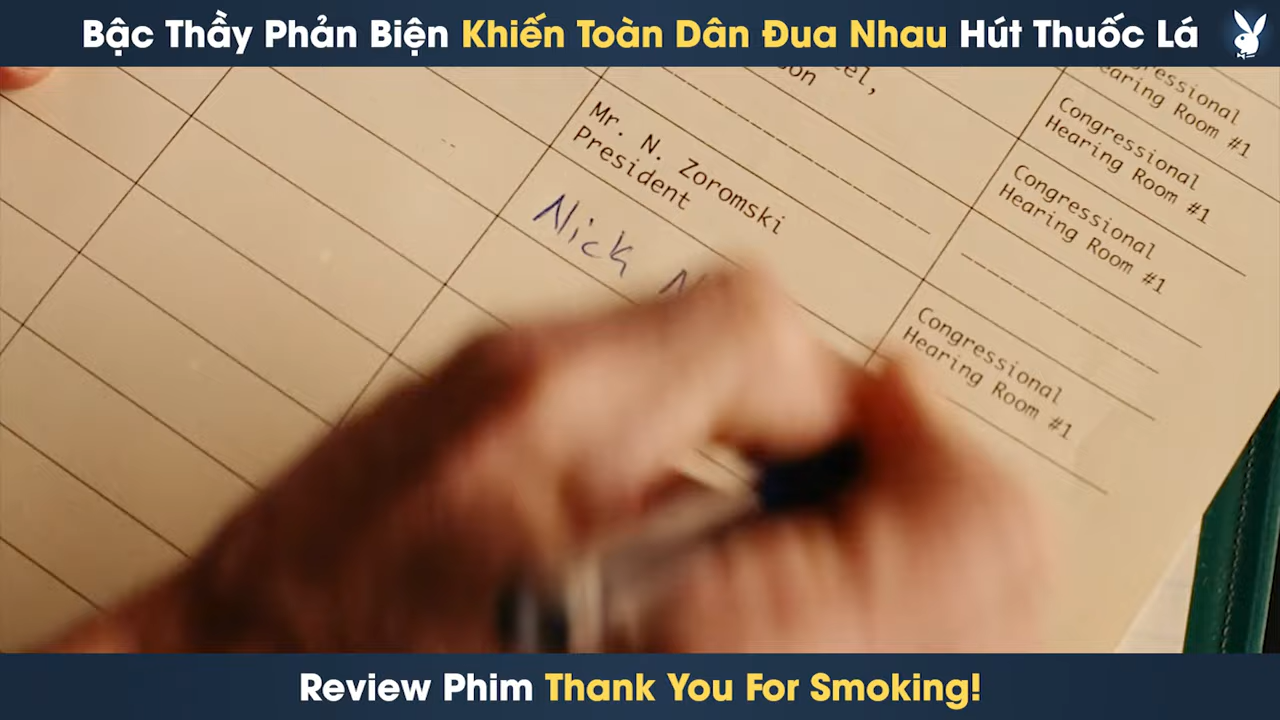 Bậc Thầy Phản Biện Khiến Toàn Dân Đua Nhau Hút Thuốc Lá
Mr. N. Zoromski
President
Nick N
Congressional
Hearing Room #1
Congressional
Hearing Room #1
Congressional
Hearing Room #1
Hearing Room #1
Review Phim Thank You For Smoking!